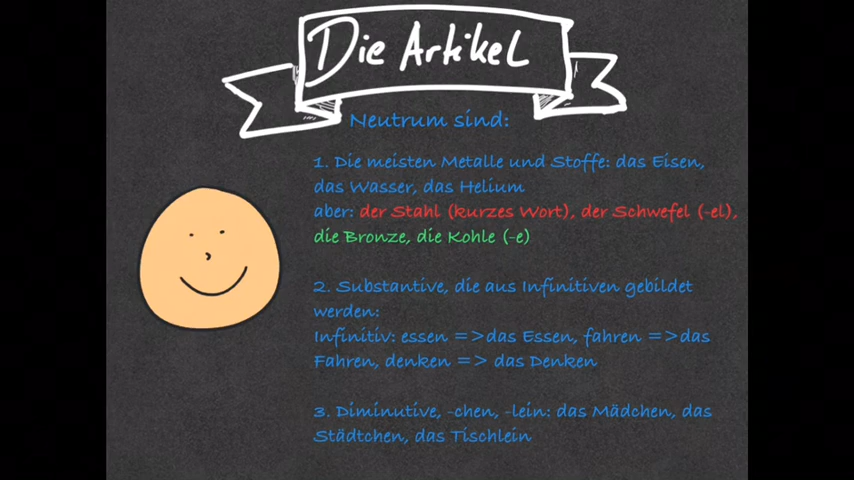 Die Artikel
Neutrum sind:
1. Die meisten Metalle und Stoffe: das Eisen,
das Wasser, das Helium
aber: der Stahl (kurzes Wort), der Schwefel (-el),
die Bronze, die Kohle (-e)
2. Substantive, die aus Infinitiven gebildet
werden:
Infinitiv: essen =>das Essen, fahren =>das
Fahren, denken => das Denken
3. Diminutive, -chen, -lein: das Mädchen, das
Städtchen, das Tischlein